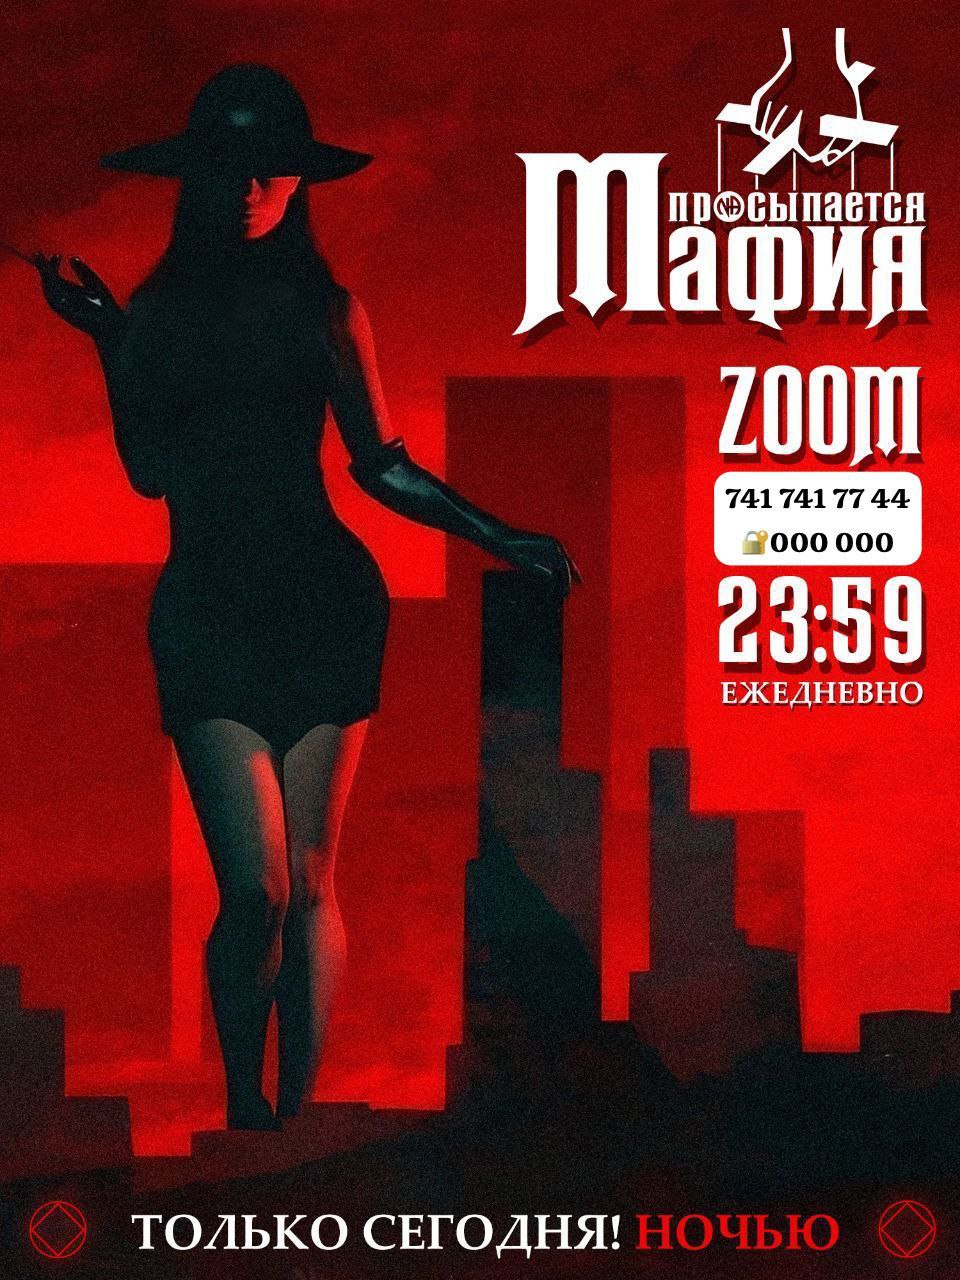 просыпается
Мафия
ZOOM
741 741 77 44
🔐000 000
23:59
ЕЖЕДНЕВНО
ТОЛЬКО СЕГОДНЯ! НОЧЬЮ